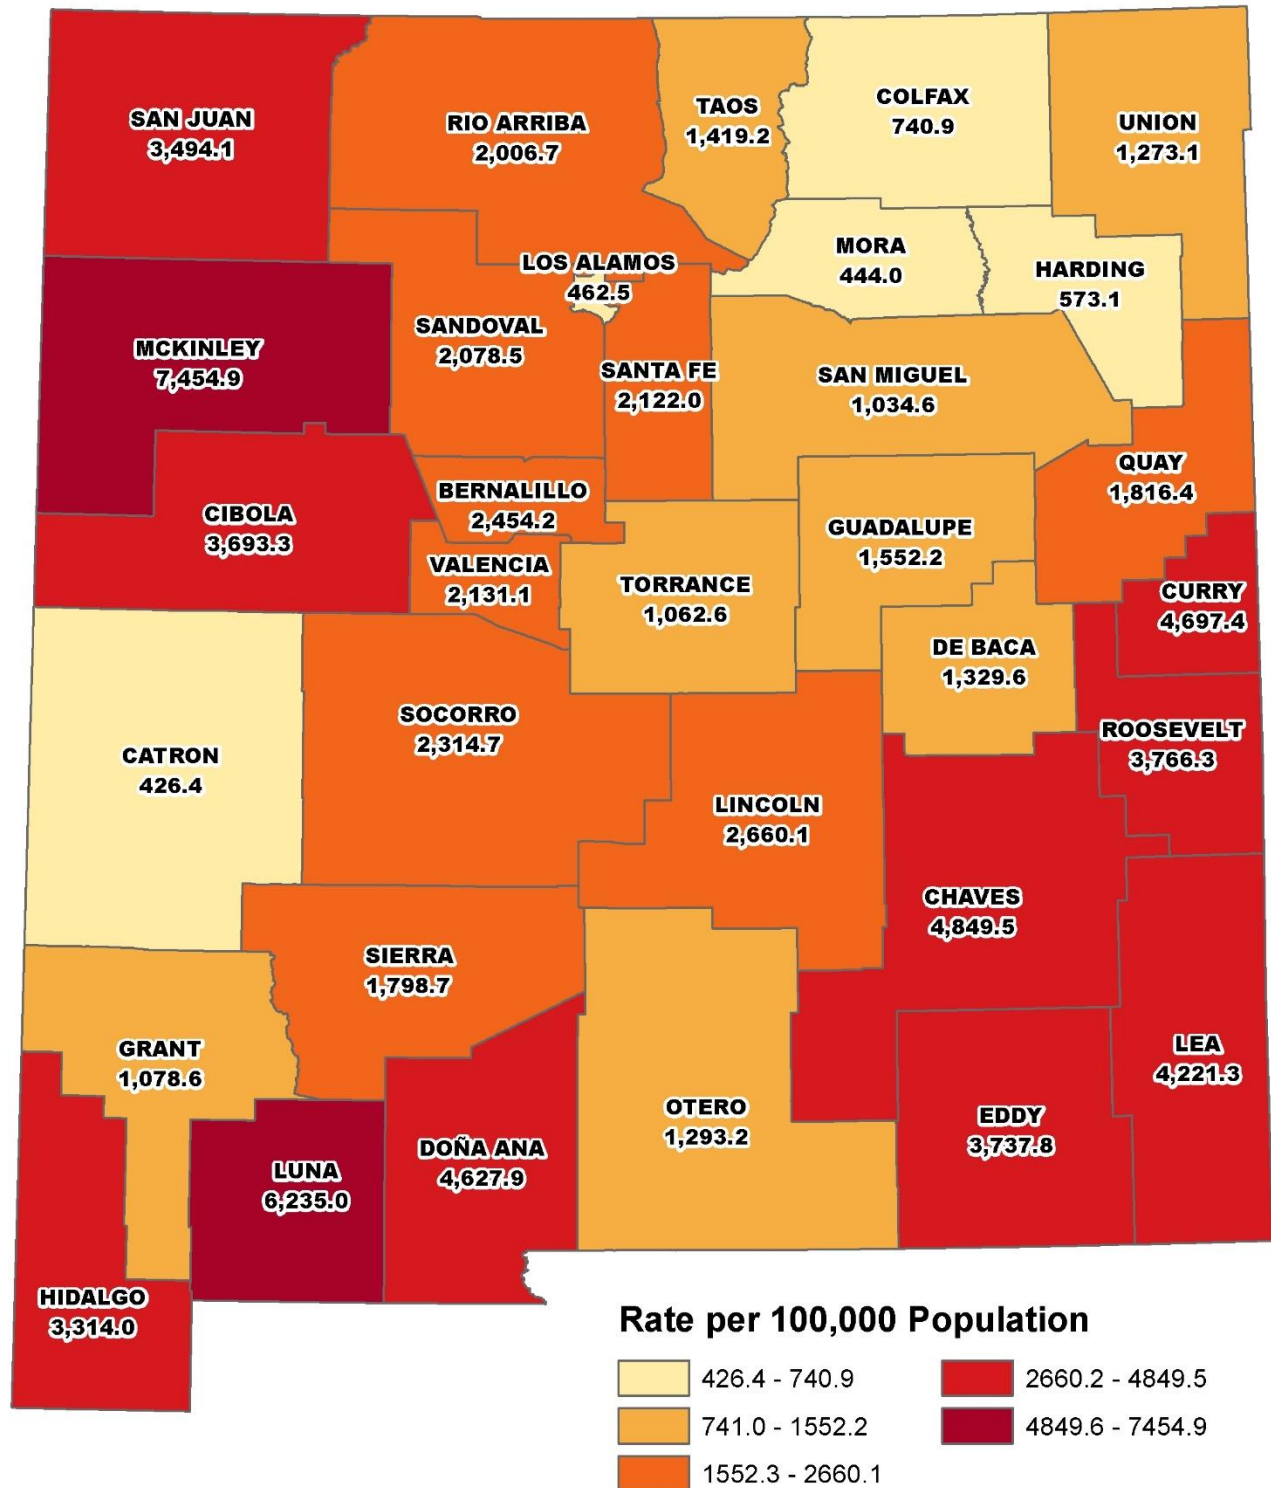 SAN JUAN
3,494.1
RIO ARRIBA
2,006.7
TAOS
1,419.2
COLFAX
740.9
UNION
1,273.1
LOS ALAMOS
462.5
MORA
444.0
HARDING
573.1
MCKINLEY
7,454.9
SANDOVAL
2,078.5
SANTA FE
2,122.0
SAN MIGUEL
1,034.6
QUAY
1,816.4
CIBOLA
3,693.3
BERNALILLO
2,454.2
VALENCIA
2,131.1
TORRANCE
1,062.6
GUADALUPE
1,552.2
CURRY
4,697.4
DE BACA
1,329.6
CATRON
426.4
SOCORRO
2,314.7
ROOSEVELT
3,766.3
LINCOLN
2,660.1
CHAVES
4,849.5
SIERRA
1,798.7
GRANT
1,078.6
LEA
4,221.3
OTERO
1,293.2
EDDY
3,737.8
LUNA
6,235.0
DOÑA ANA
4,627.9
HIDALGO
3,314.0
Rate per 100,000 Population
426.4 - 740.9
741.0 - 1552.2
1552.3 - 2660.1
2660.2 - 4849.5
4849.6 - 7454.9